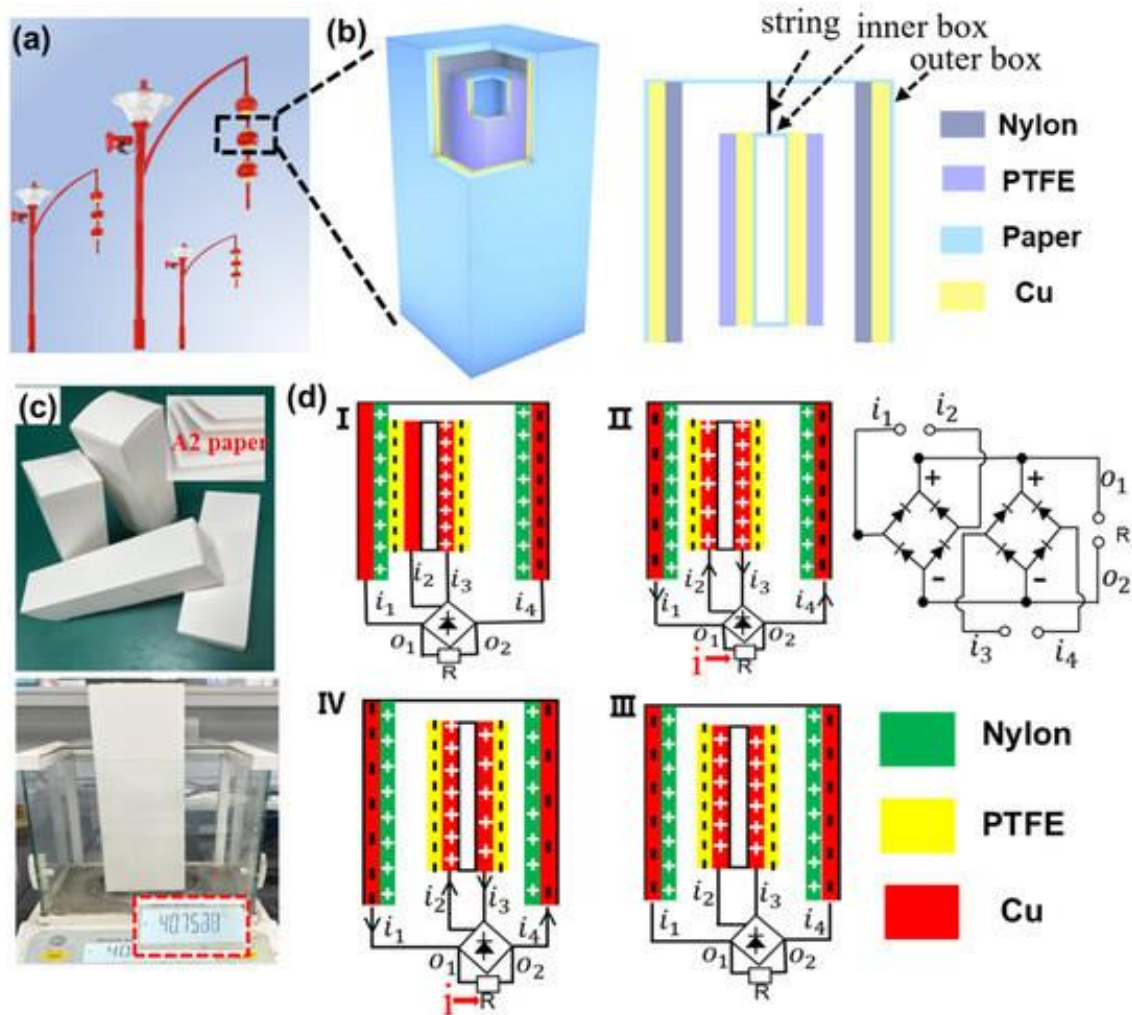 (a)
(b)
string
inner box
outer box
Nylon
PTFE
Paper
Cu
(c)
A2 paper
40.7538
(d)
I
i₁
i₂
i₃
i₄
o₁
o₂
R
II
i₁
i₂
i₃
i₄
o₁
o₂
i
R
i₁
i₂
+
+
o₁
R
o₂
-
-
i₃
i₄
IV
i₁
i₂
i₃
i₄
o₁
o₂
i
R
III
i₁
i₂
i₃
i₄
o₁
o₂
R
Nylon
PTFE
Cu